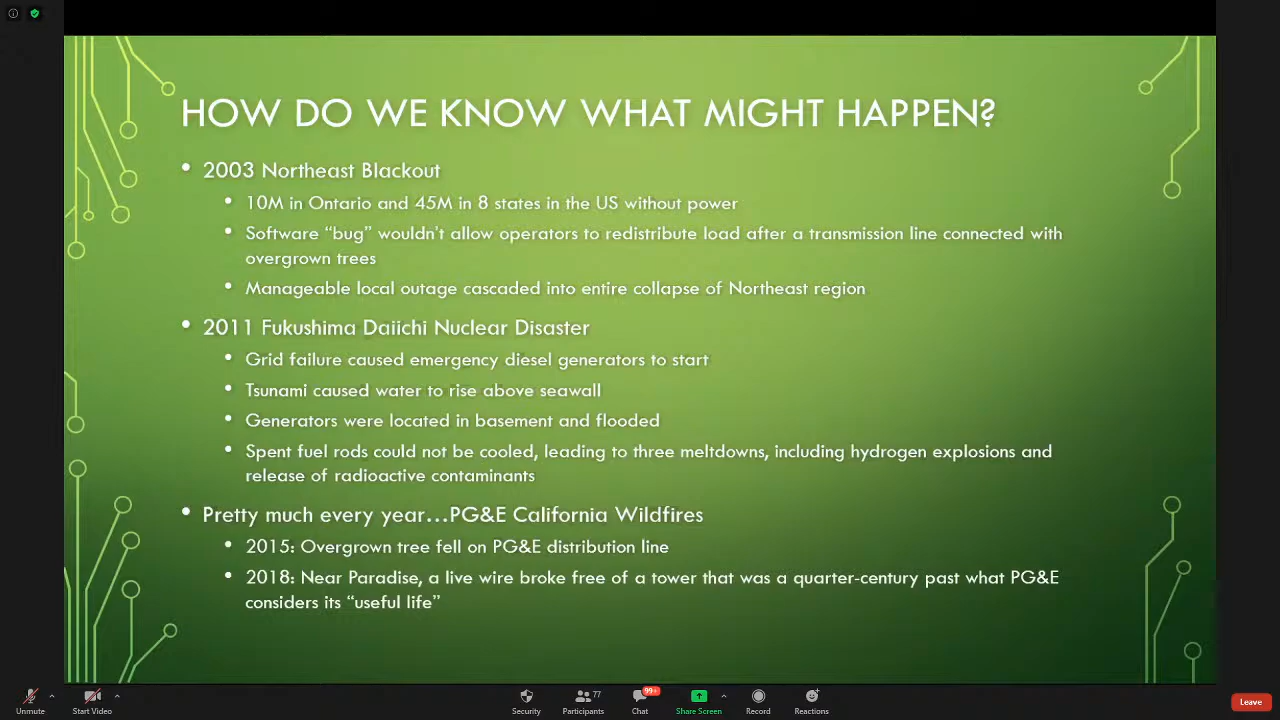 HOW DO WE KNOW WHAT MIGHT HAPPEN?
• 2003 Northeast Blackout
• 10M in Ontario and 45M in 8 states in the US without power
• Software “bug” wouldn't allow operators to redistribute load after a transmission line connected with
overgrown trees
• Manageable local outage cascaded into entire collapse of Northeast region
• 2011 Fukushima Daiichi Nuclear Disaster
• Grid failure caused emergency diesel generators to start
• Tsunami caused water to rise above seawall
• Generators were located in basement and flooded
• Spent fuel rods could not be cooled, leading to three meltdowns, including hydrogen explosions and
release of radioactive contaminants
• Pretty much every year…PG&E California Wildfires
• 2015: Overgrown tree fell on PG&E distribution line
• 2018: Near Paradise, a live wire broke free of a tower that was a quarter-century past what PG&E
considers its “useful life”
77
99+
Unmute Start Video Security Participants Chat Share Screen Record Reactions Leave